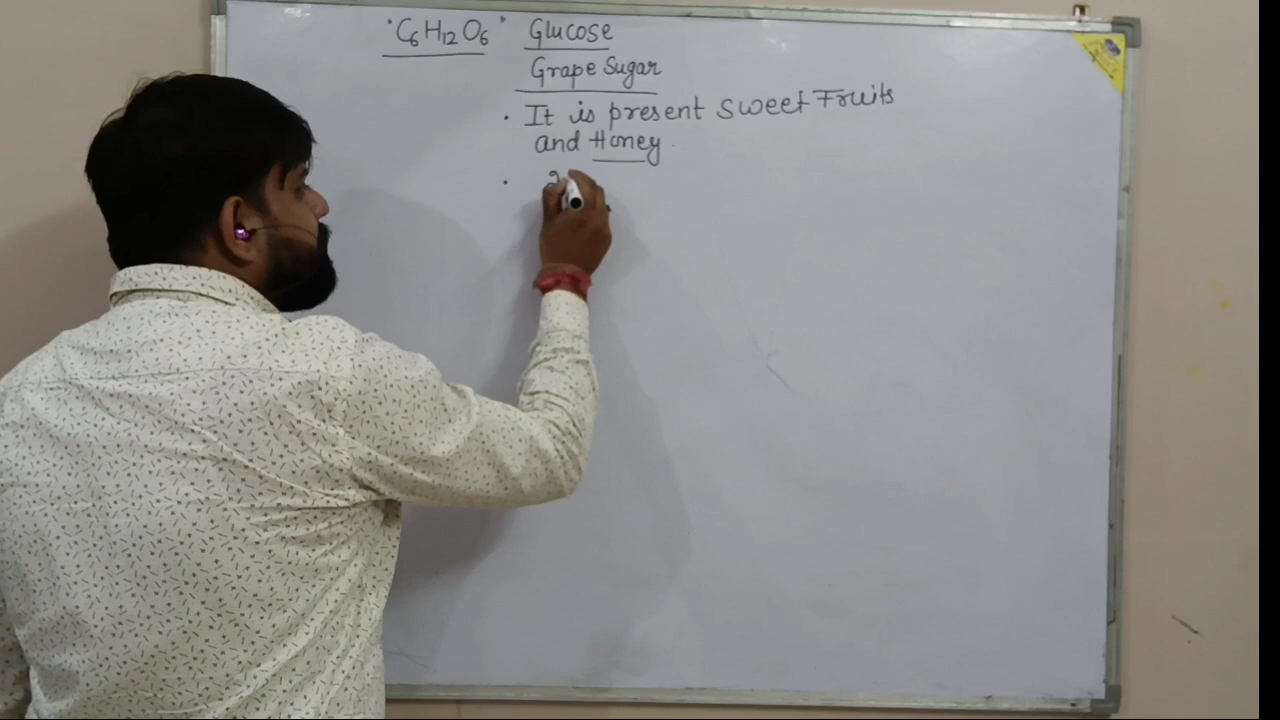 "C₆H₁₂O₆" Glucose
Grape Sugar
• It is present sweet Fruits
and Honey.
•